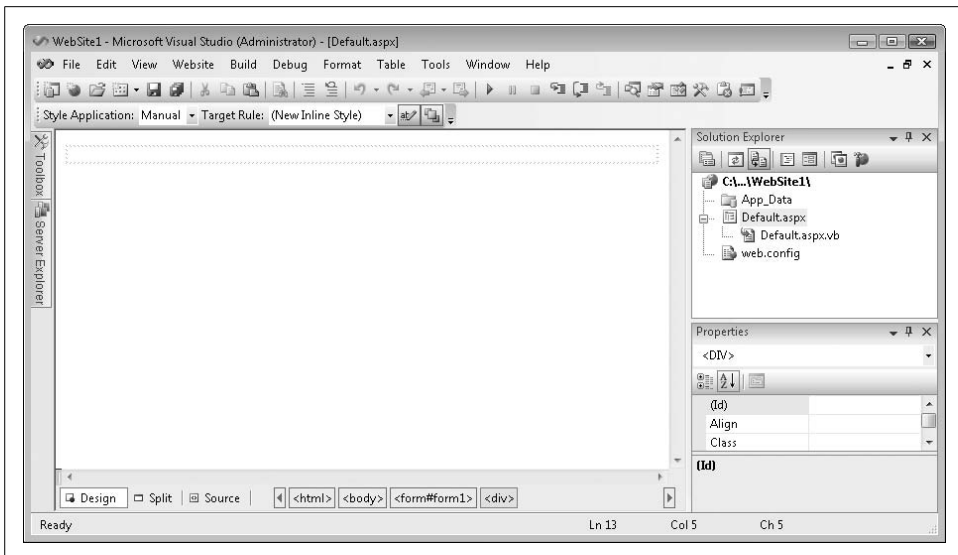 WebSite1 - Microsoft Visual Studio (Administrator) - [Default.aspx]
File Edit View Website Build Debug Format Table Tools Window Help
Style Application: Manual Target Rule: (New Inline Style)
Toolbox
Server Explorer
Solution Explorer
C:\...\WebSite1\
App_Data
Default.aspx
Default.aspx.vb
web.config
Properties
<DIV>
(Id)
Align
Class
(Id)
Design Split Source <html> <body> <form#form1> <div>
Ready Ln 13 Col 5 Ch 5